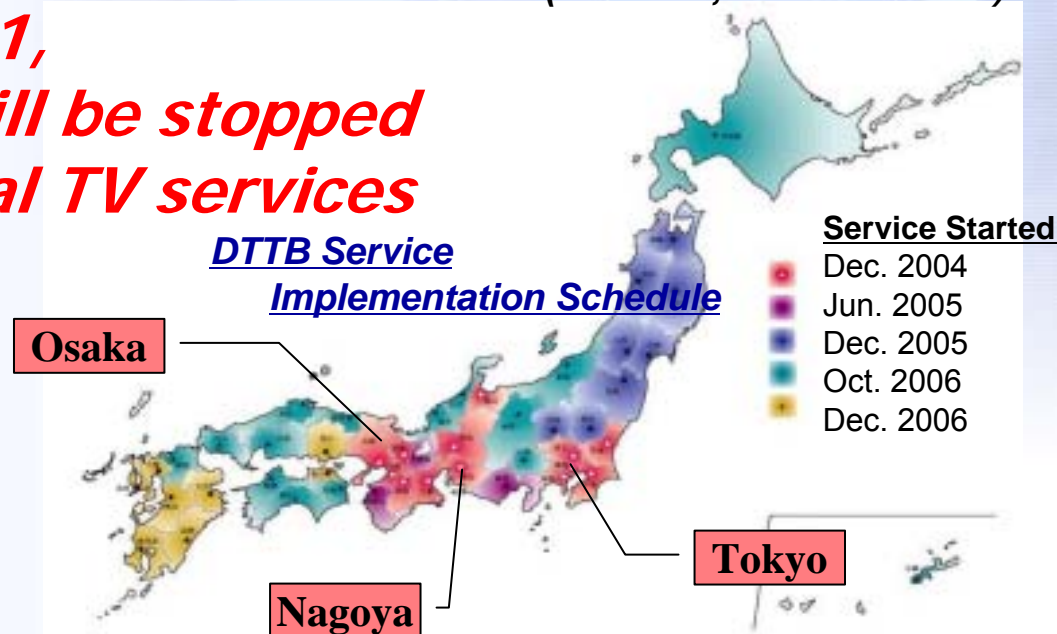 1,
ill be stopped
al TV services
DTTB Service
Implementation Schedule
Service Started
Dec. 2004
Jun. 2005
Dec. 2005
Oct. 2006
Dec. 2006
Osaka
Tokyo
Nagoya